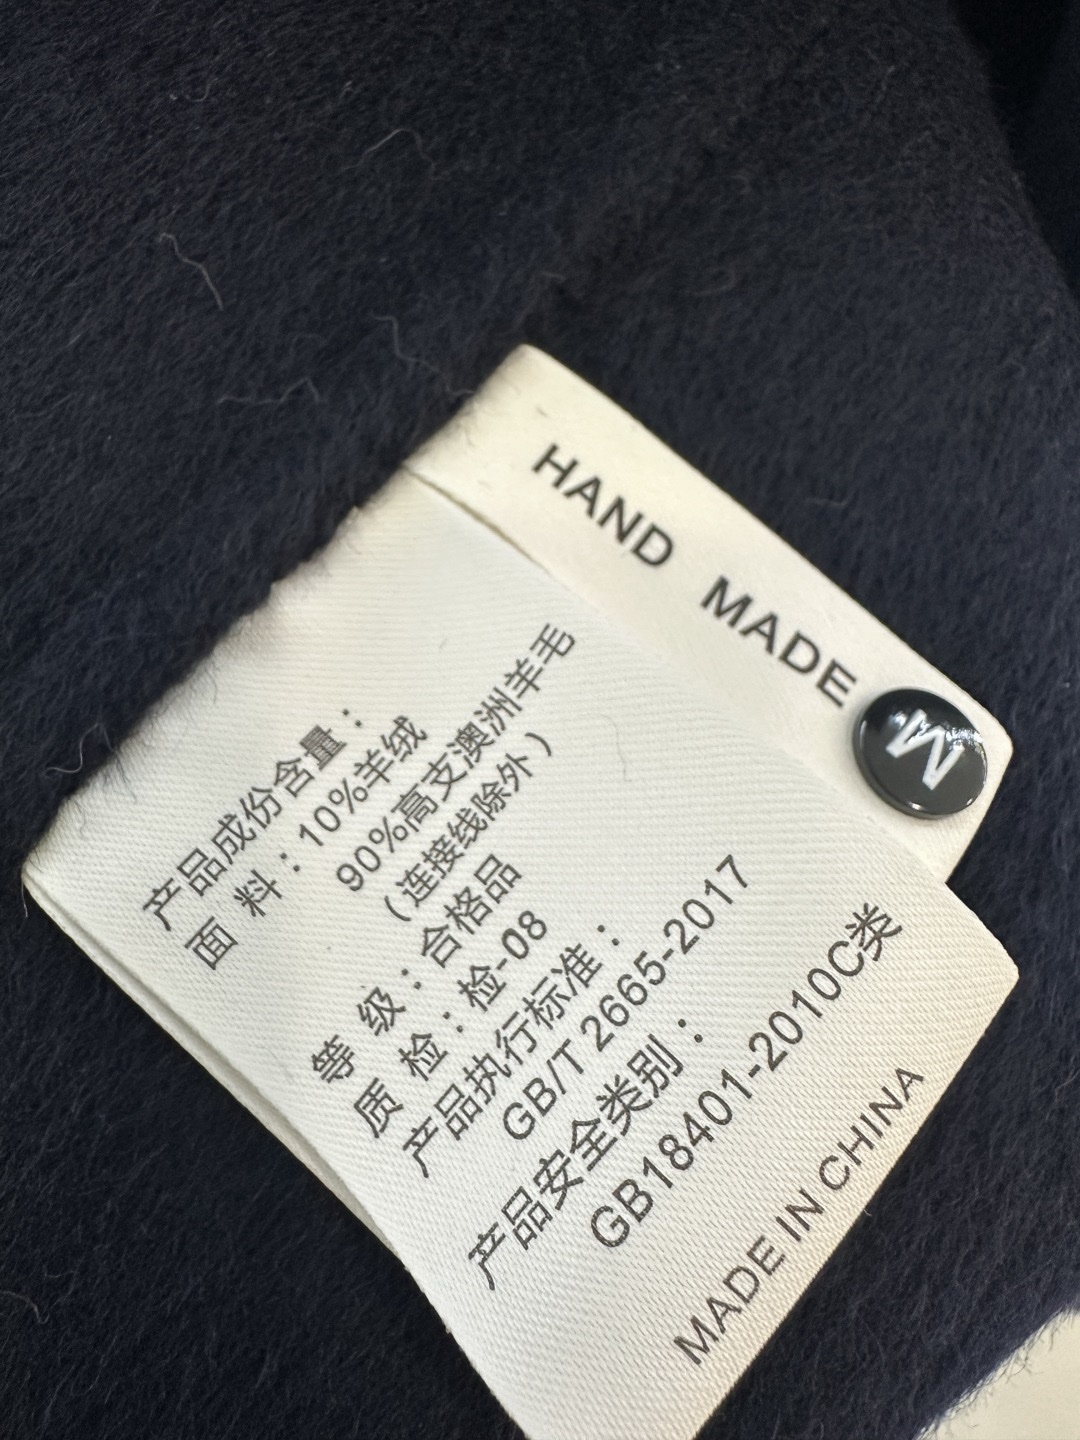 HAND MADE
M
产品成份含量：
面 料：10%羊绒
90%高支澳洲羊毛
（连接线除外）
等 级：合格品
质 检：检-08
产品执行标准：
GB/T 2665-2017
产品安全类别：
GB18401-2010C类
MADE IN CHINA